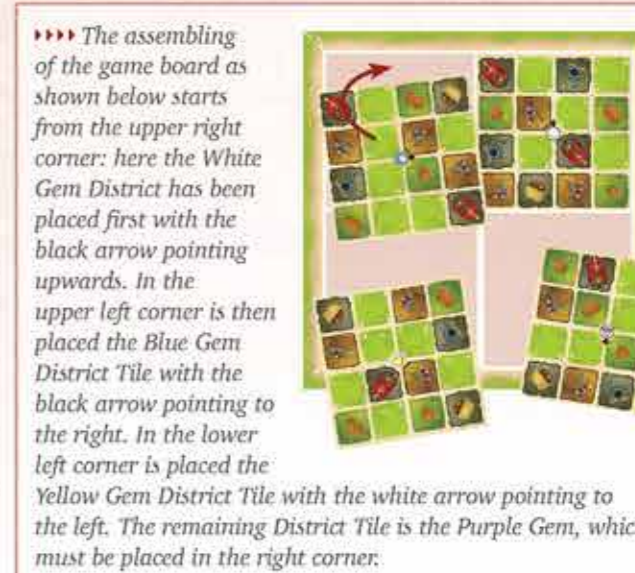 The assembling
of the game board as
shown below starts
from the upper right
corner: here the White
Gem District has been
placed first with the
black arrow pointing
upwards. In the
upper left corner is then
placed the Blue Gem
District Tile with the
black arrow pointing to
the right. In the lower
left corner is placed the
Yellow Gem District Tile with the white arrow pointing to
the left. The remaining District Tile is the Purple Gem, whic
must be placed in the right corner.